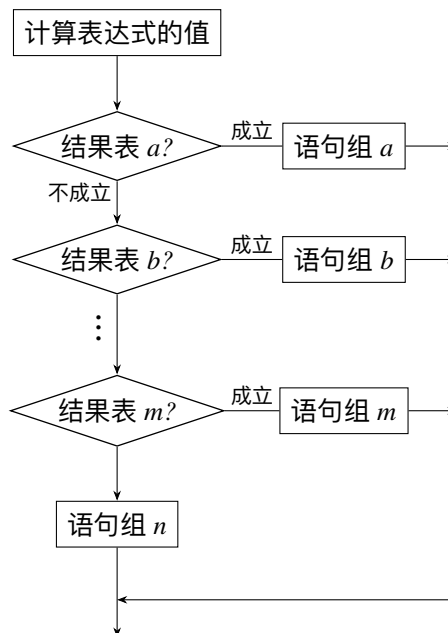 计算表达式的值
结果表 a?
成立
语句组 a
不成立
结果表 b?
成立
语句组 b
结果表 m?
成立
语句组 m
语句组 n